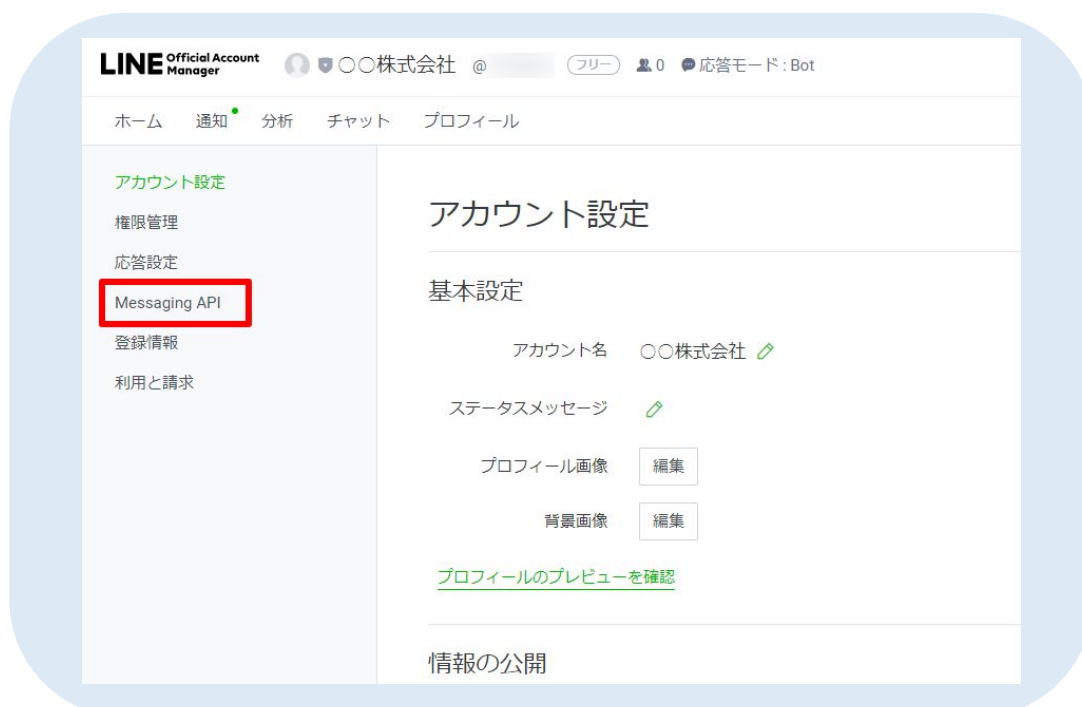 LINE Official Account Manager ○○株式会社 @ フリー 0 応答モード : Bot
ホーム 通知 分析 チャット プロフィール
アカウント設定
権限管理
応答設定
Messaging API
登録情報
利用と請求
アカウント設定
基本設定
アカウント名 ○○株式会社
ステータスメッセージ
プロフィール画像 編集
背景画像 編集
プロフィールのプレビューを確認
情報の公開